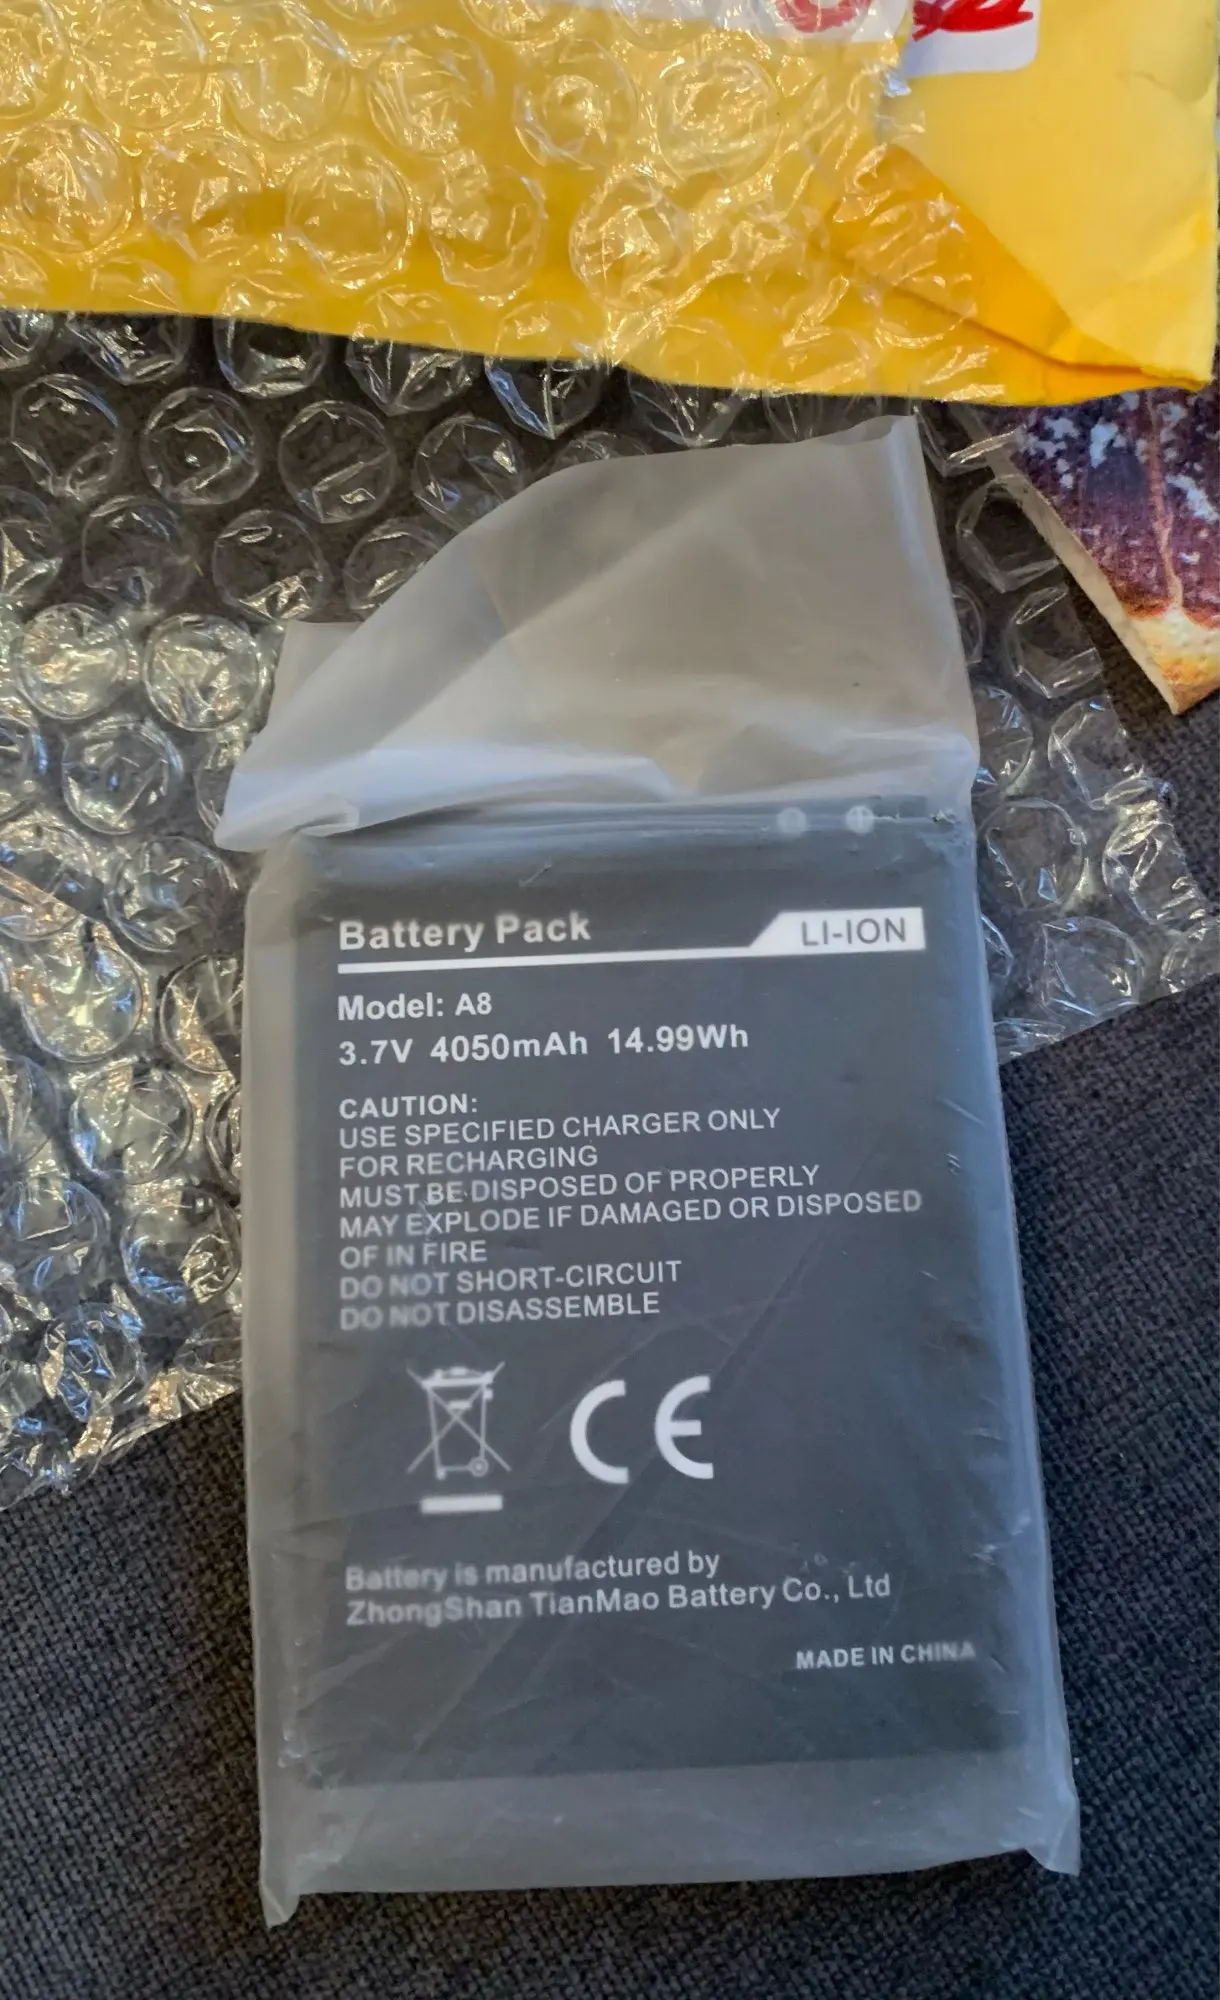 Battery Pack
LI-ION
Model: A8
3.7V 4050mAh 14.99Wh
CAUTION:
USE SPECIFIED CHARGER ONLY
FOR RECHARGING
MUST BE DISPOSED OF PROPERLY
MAY EXPLODE IF DAMAGED OR DISPOSED
OF IN FIRE
DO NOT SHORT-CIRCUIT
DO NOT DISASSEMBLE
CE
Battery is manufactured by
ZhongShan TianMao Battery Co., Ltd
MADE IN CHINA